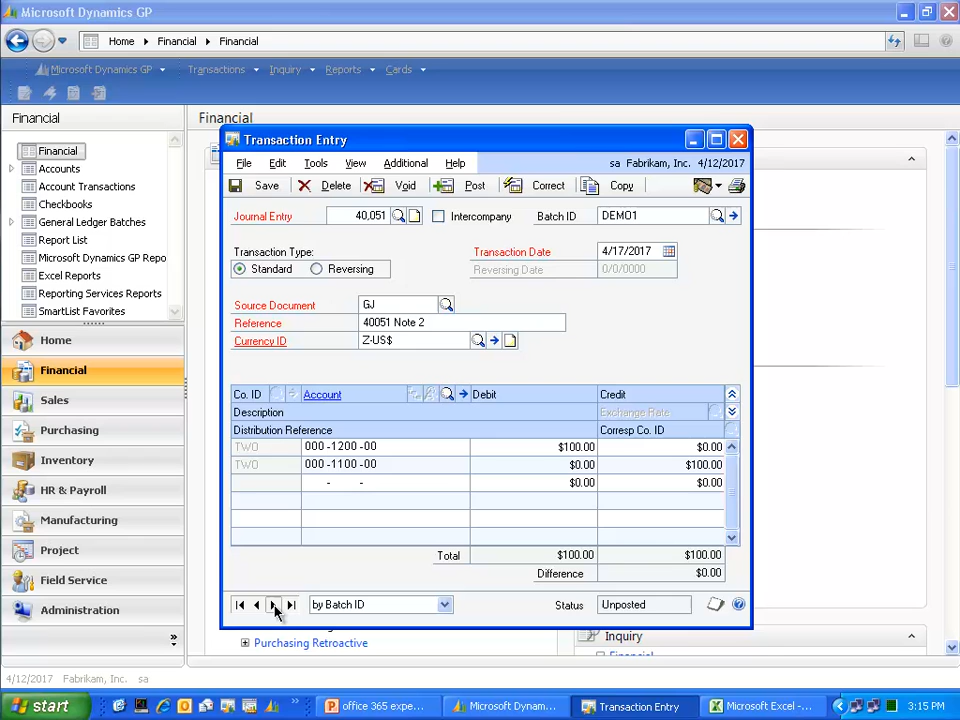 Microsoft Dynamics GP
Home Financial Financial
Microsoft Dynamics GP Transactions Inquiry Reports Cards
Financial
Financial
Accounts
Account Transactions
Checkbooks
General Ledger Batches
Report List
Microsoft Dynamics GP Repo
Excel Reports
Reporting Services Reports
SmartList Favorites
Home
Financial
Sales
Purchasing
Inventory
HR & Payroll
Manufacturing
Project
Field Service
Administration
Financial
Transaction Entry
File Edit Tools View Additional Help sa Fabrikam, Inc. 4/12/2017
Save Delete Void Post Correct Copy
Journal Entry 40,051 Intercompany Batch ID DEMO1
Transaction Type: Transaction Date 4/17/2017
Standard Reversing Reversing Date 0/0/0000
Source Document GJ
Reference 40051 Note 2
Currency ID Z-US$
Co. ID Account Debit Credit
Description Exchange Rate
Distribution Reference Corresp Co. ID
TWO 000 -1200 -00 $100.00 $0.00
TWO 000 -1100 -00 $0.00 $100.00
- - $0.00 $0.00
Total $100.00 $100.00
Difference $0.00
by Batch ID Status Unposted
Purchasing Retroactive
Inquiry
4/12/2017 Fabrikam, Inc. sa
start office 365 expe... Microsoft Dynam... Transaction Entry Microsoft Excel -... 3:15 PM